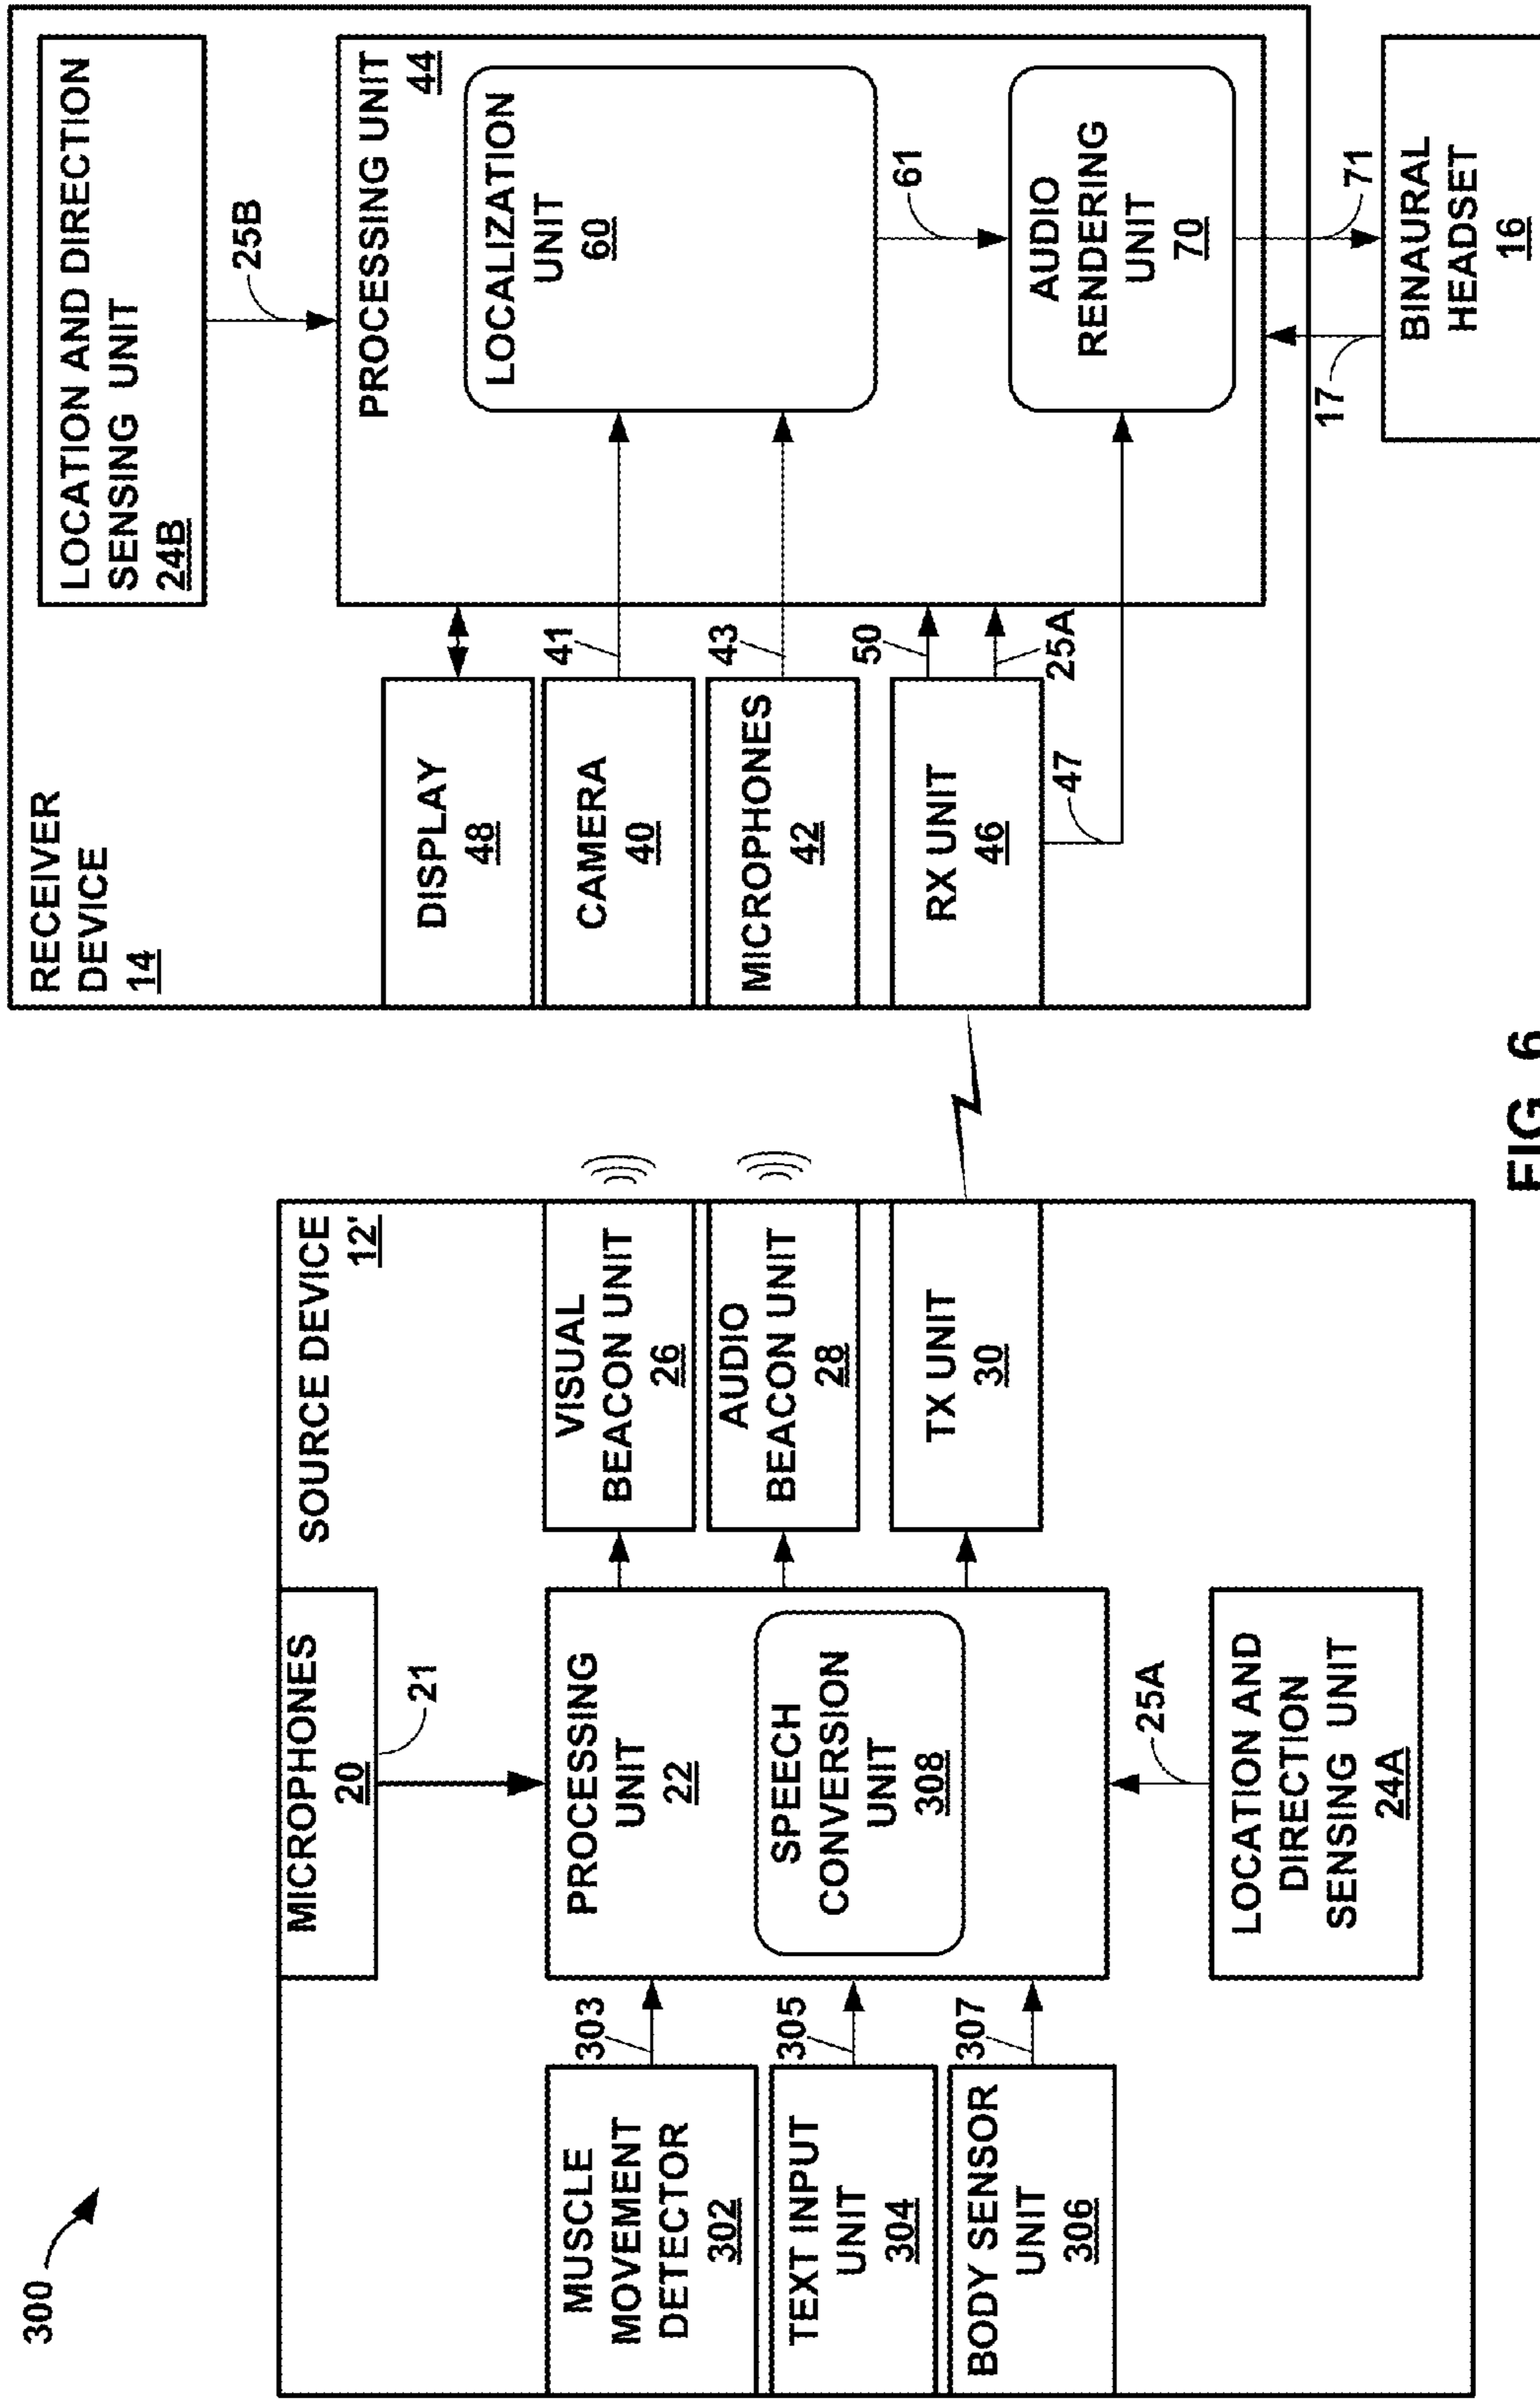 300
SOURCE DEVICE
12'
MICROPHONES
20
21
MUSCLE
MOVEMENT
DETECTOR
302
303
TEXT INPUT
UNIT
304
305
BODY SENSOR
UNIT
306
307
PROCESSING
UNIT
22
SPEECH
CONVERSION
UNIT
308
25A
LOCATION AND
DIRECTION
SENSING UNIT
24A
VISUAL
BEACON UNIT
26
AUDIO
BEACON UNIT
28
TX UNIT
30
RECEIVER
DEVICE
14
LOCATION AND DIRECTION
SENSING UNIT
24B
25B
DISPLAY
48
CAMERA
40
41
MICROPHONES
42
43
RX UNIT
46
50
25A
47
PROCESSING UNIT
44
LOCALIZATION
UNIT
60
61
AUDIO
RENDERING
UNIT
70
17
71
BINAURAL
HEADSET
16
FIG. 6